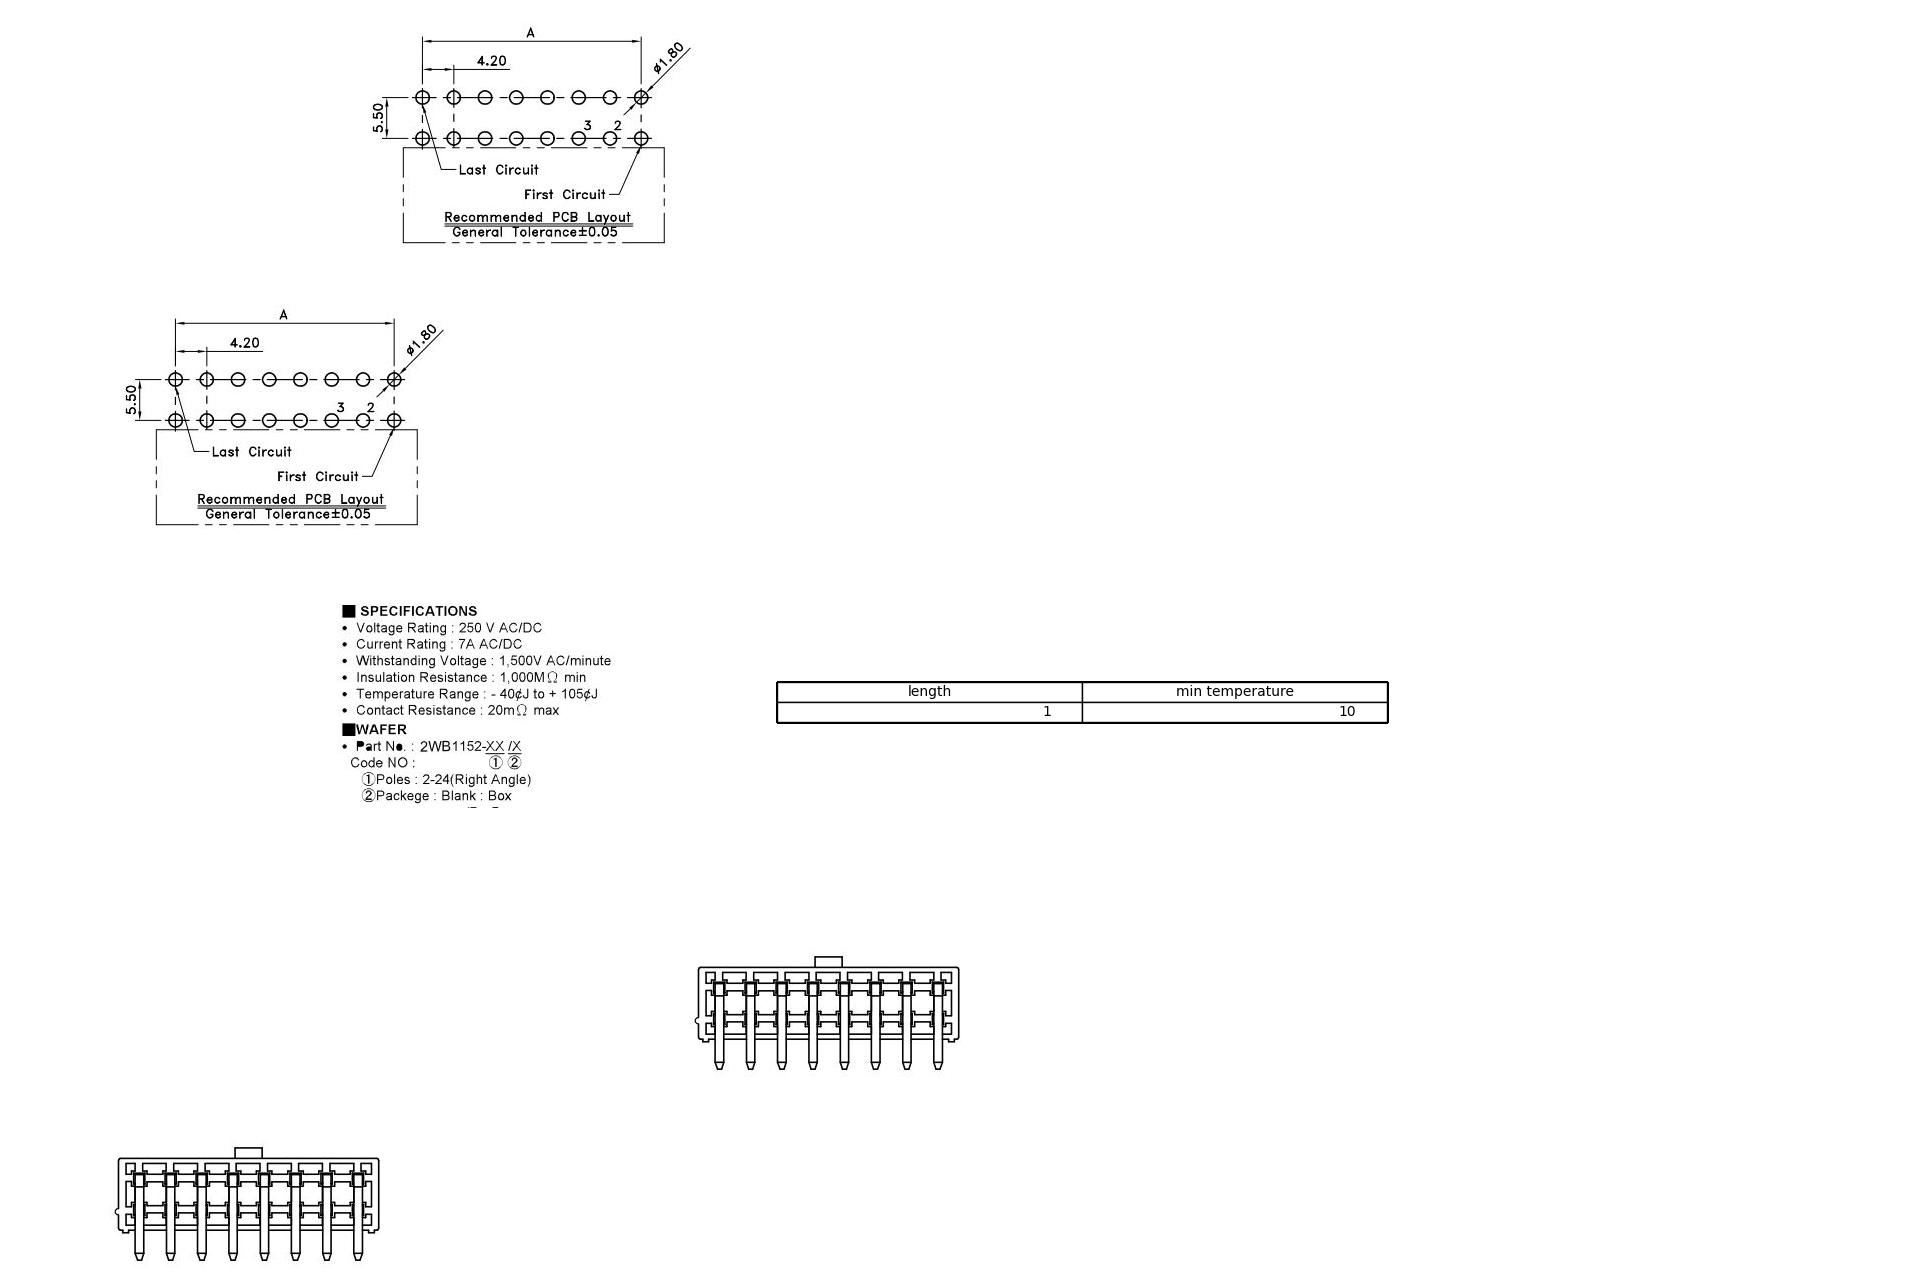 A
4.20
ø1.80
5.50
3 2
Last Circuit
First Circuit
Recommended PCB Layout
General Tolerance±0.05
A
4.20
ø1.80
5.50
3 2
Last Circuit
First Circuit
Recommended PCB Layout
General Tolerance±0.05
■ SPECIFICATIONS
• Voltage Rating : 250 V AC/DC
• Current Rating : 7A AC/DC
• Withstanding Voltage : 1,500V AC/minute
• Insulation Resistance : 1,000MΩ min
• Temperature Range : - 40¢J to + 105¢J
• Contact Resistance : 20mΩ max
■WAFER
• Part No. : 2WB1152-XX /X
Code NO : ① ②
①Poles : 2-24(Right Angle)
②Packege : Blank : Box
length min temperature
1 10